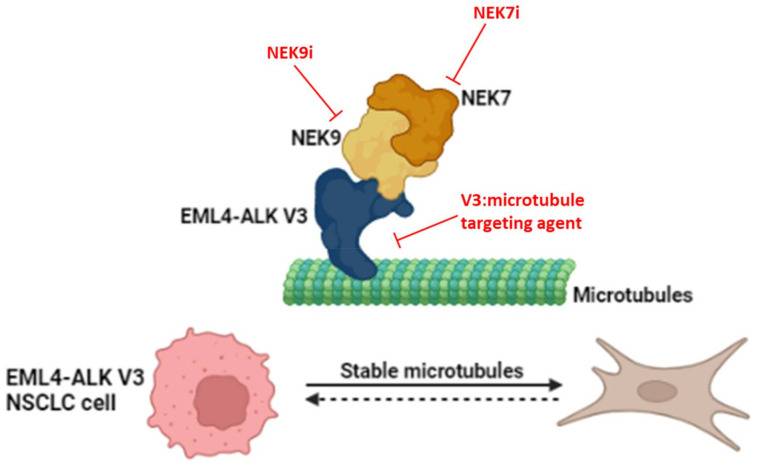 NEK7i
NEK9i
NEK7
NEK9
EML4-ALK V3
V3:microtubule
targeting agent
Microtubules
EML4-ALK V3
NSCLC cell
Stable microtubules